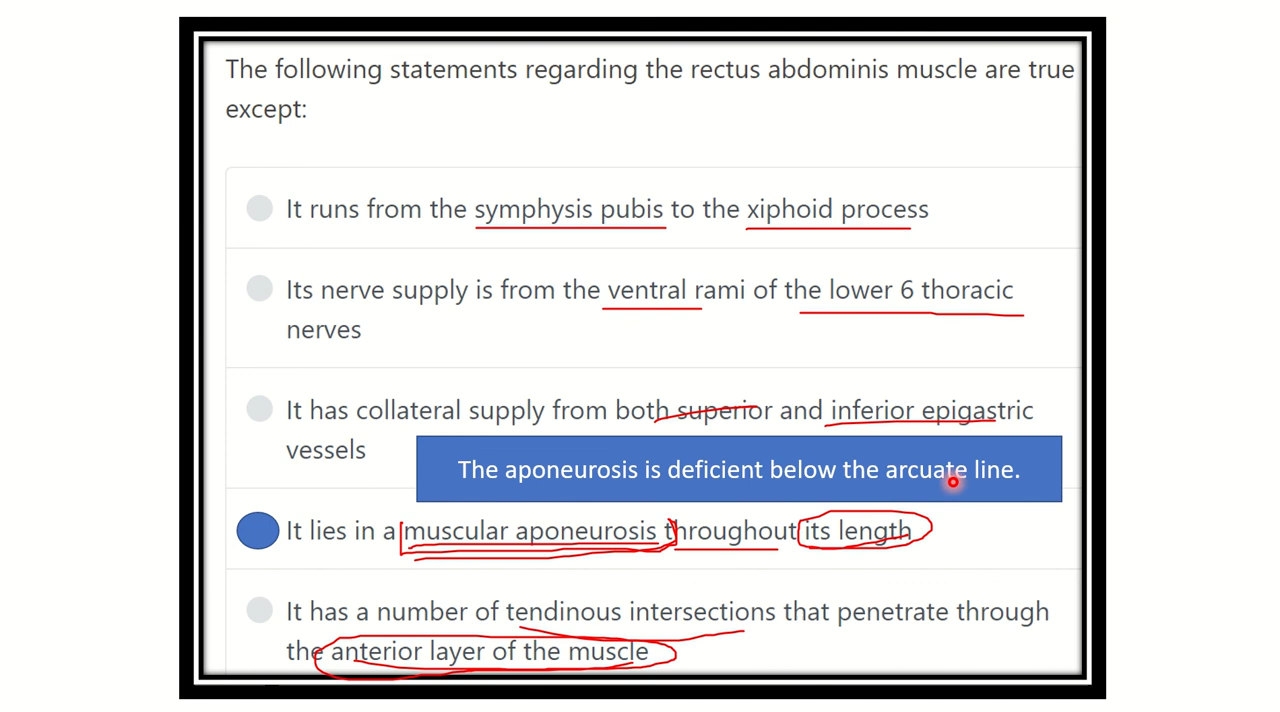 The following statements regarding the rectus abdominis muscle are true
except:
It runs from the symphysis pubis to the xiphoid process
Its nerve supply is from the ventral rami of the lower 6 thoracic
nerves
It has collateral supply from both superior and inferior epigastric
vessels
The aponeurosis is deficient below the arcuate line.
It lies in a muscular aponeurosis throughout its length
It has a number of tendinous intersections that penetrate through
the anterior layer of the muscle